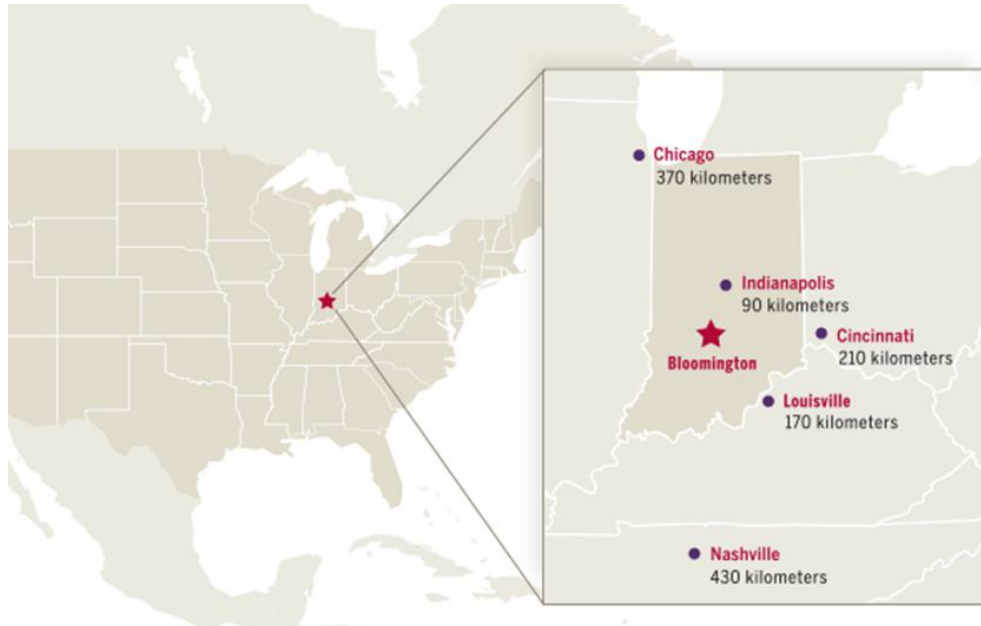 Chicago
370 kilometers
Indianapolis
90 kilometers
Cincinnati
210 kilometers
Bloomington
Louisville
170 kilometers
Nashville
430 kilometers